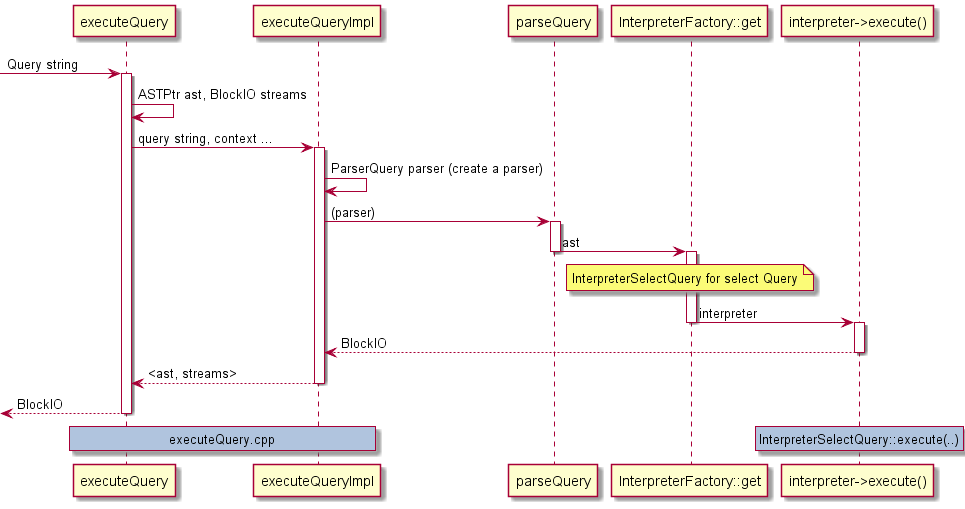 executeQuery
executeQueryImpl
parseQuery
InterpreterFactory::get
interpreter->execute()
Query string
ASTPtr ast, BlockIO streams
query string, context ...
ParserQuery parser (create a parser)
(parser)
ast
InterpreterSelectQuery for select Query
interpreter
BlockIO
<ast, streams>
BlockIO
executeQuery.cpp
InterpreterSelectQuery::execute(..)
executeQuery
executeQueryImpl
parseQuery
InterpreterFactory::get
interpreter->execute()